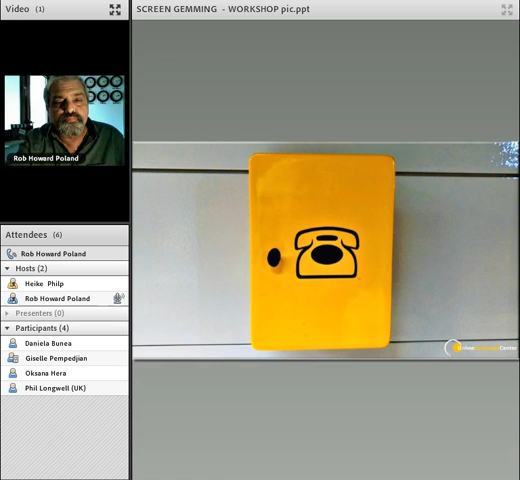 Video (1)
SCREEN GEMMING - WORKSHOP pic.ppt
Rob Howard Poland
Attendees (6)
Rob Howard Poland
Hosts (2)
Heike Philp
Rob Howard Poland
Presenters (0)
Participants (4)
Daniela Bunea
Giselle Pempedjian
Oksana Hera
Phil Longwell (UK)
Center